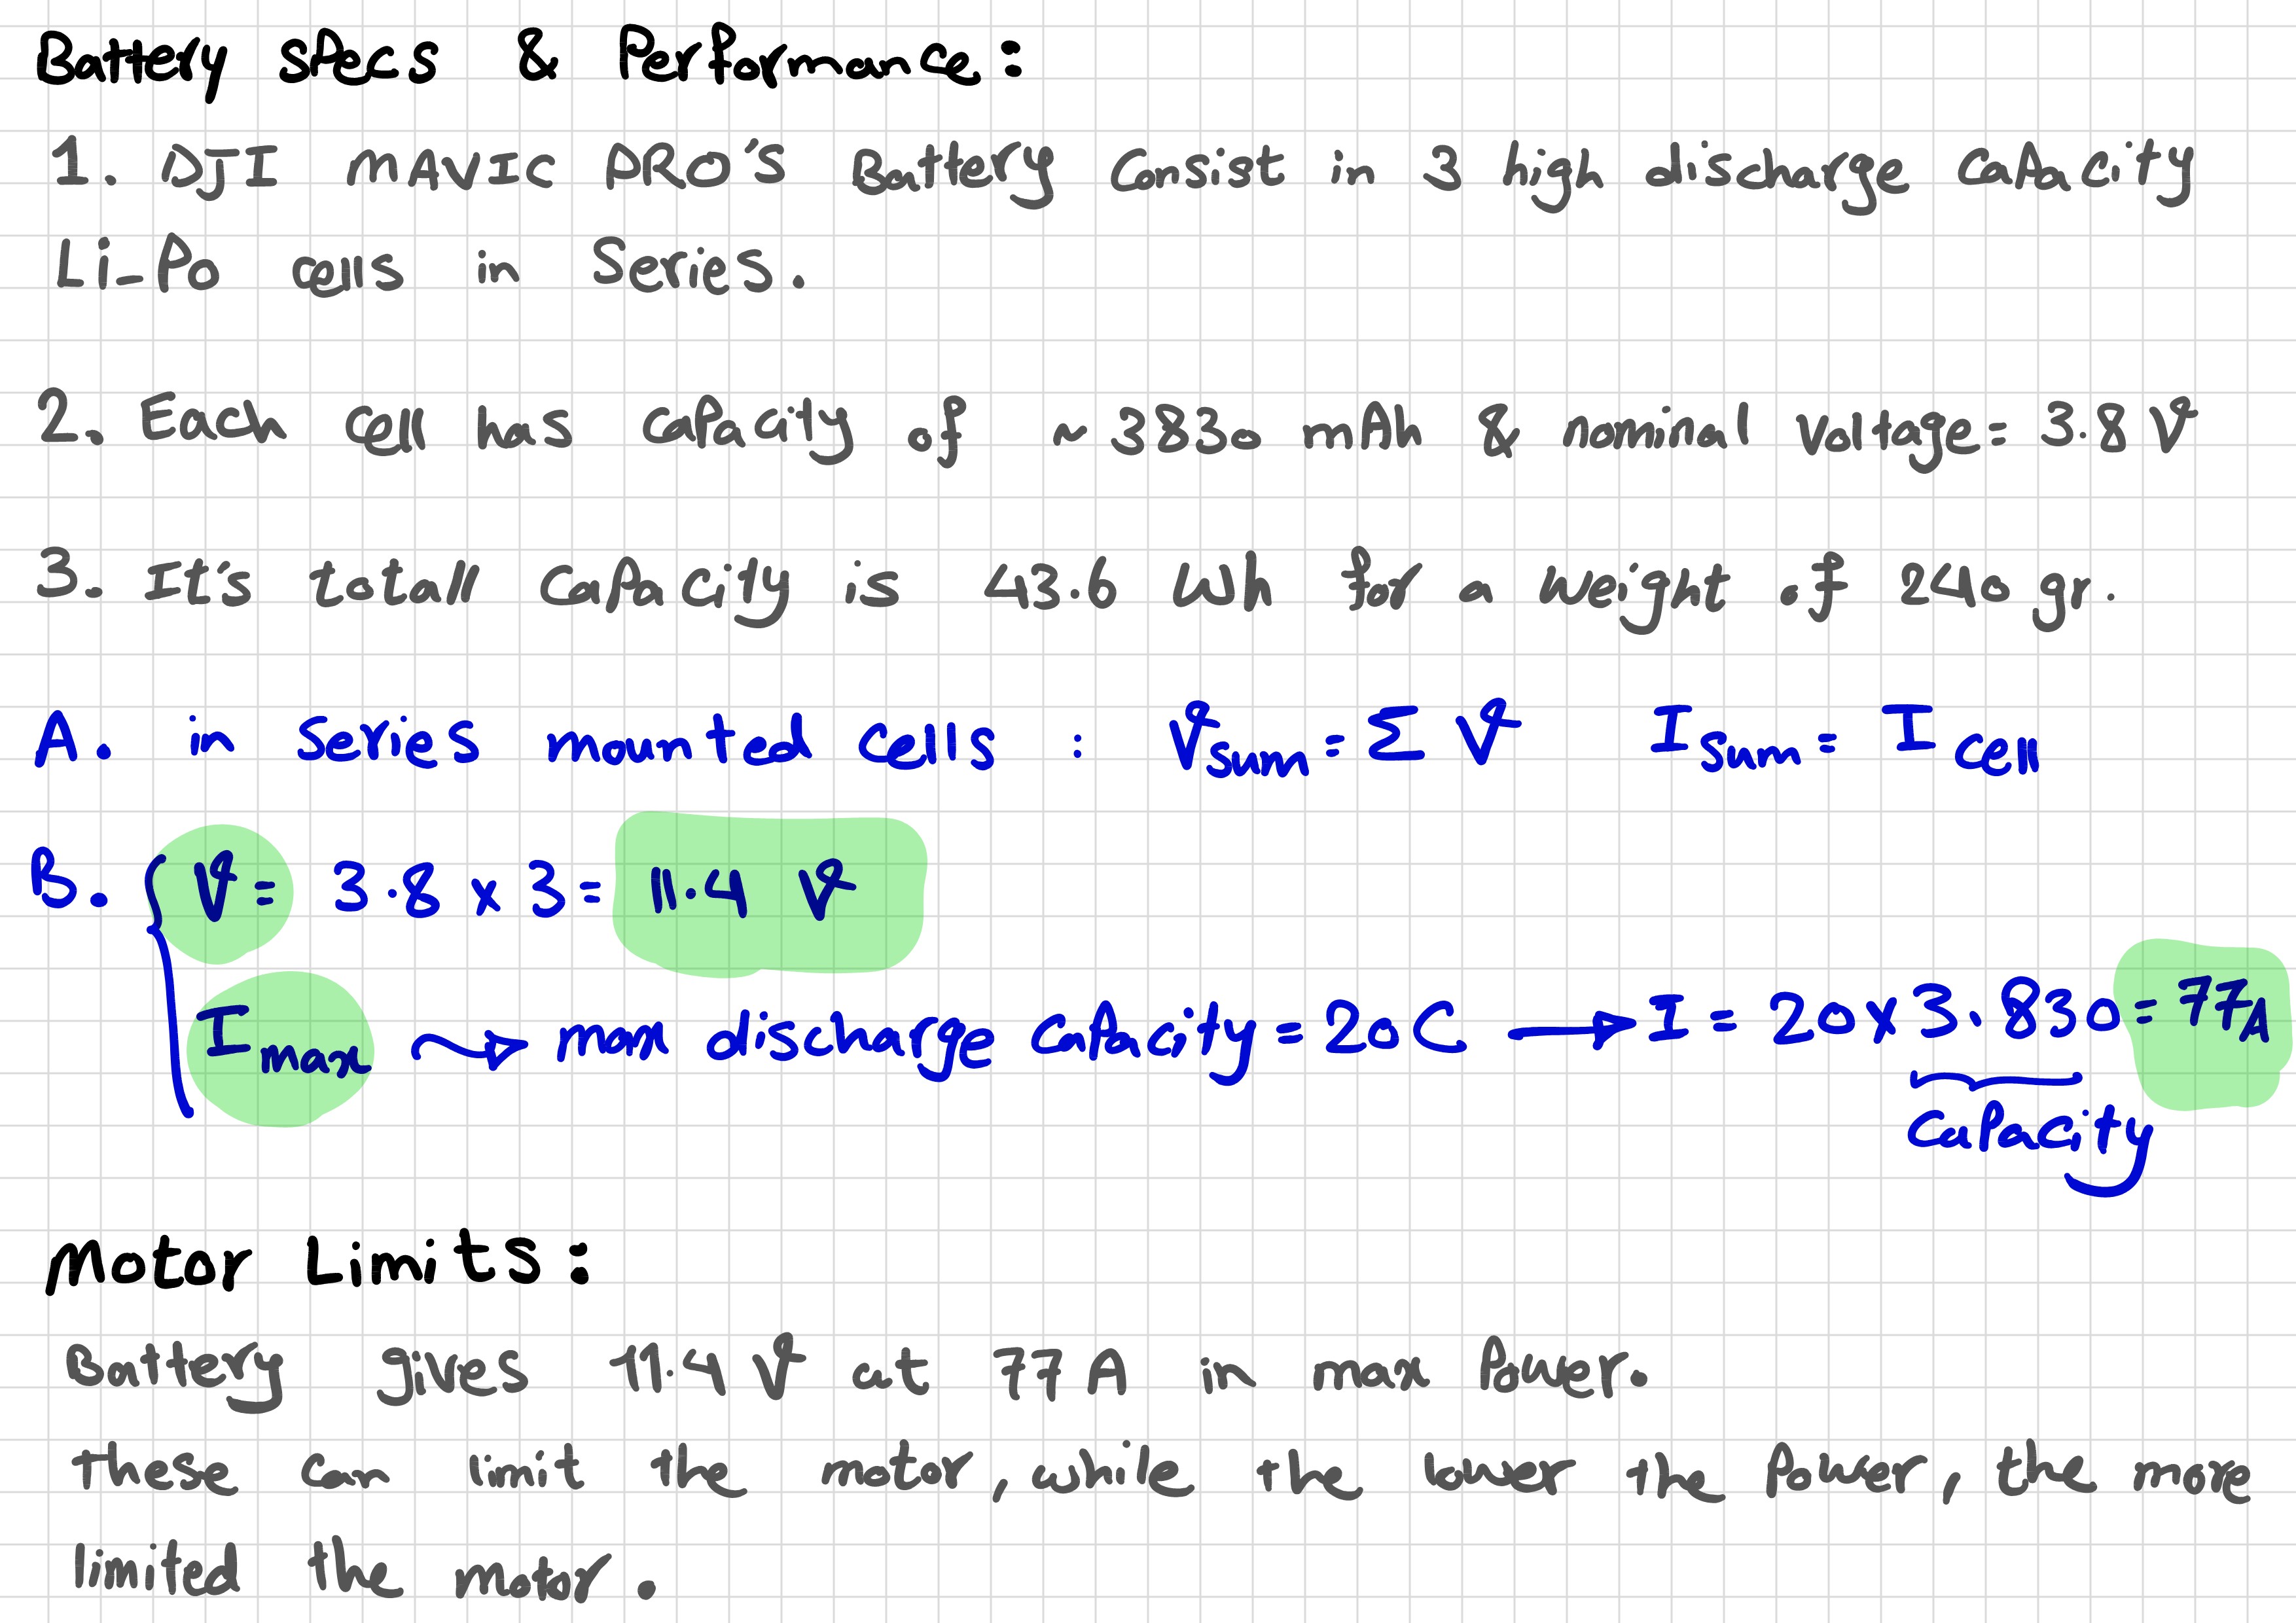 Battery specs & Performance:
1. DJI MAVIC PRO'S Battery consist in 3 high discharge capacity
Li-Po cells in Series.
2. Each cell has capacity of ~ 3830 mAh & nominal voltage = 3.8 V
3. It's totall capacity is 43.6 Wh for a weight of 240 gr.
A. in series mounted cells : Vsum = Σ V Isum = Icell
B. { V = 3.8 x 3 = 11.4 V
Imax ⇝ max discharge capacity = 20C → I = 20 x 3.830 = 77A
capacity
Motor Limits:
Battery gives 11.4 V at 77 A in max power.
these can limit the motor, while the lower the power, the more
limited the motor.